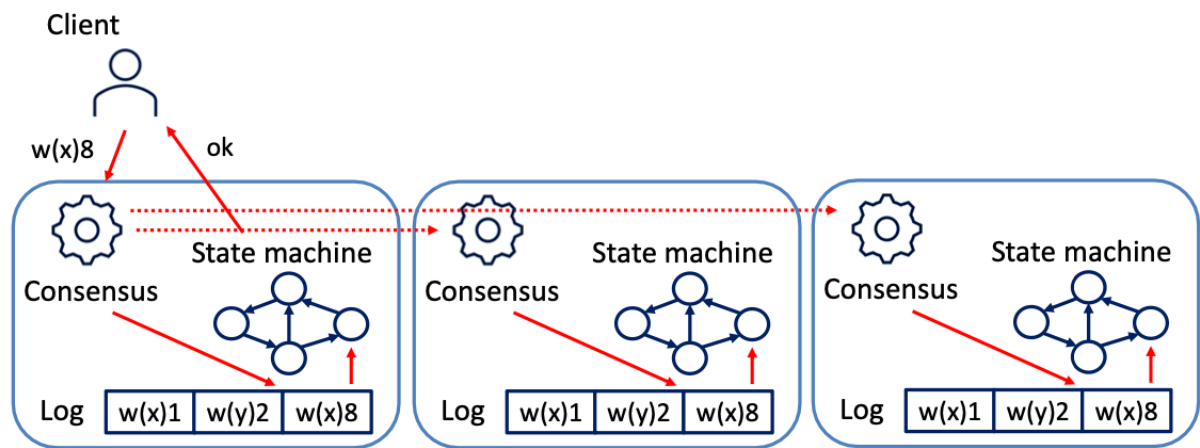 Client
w(x)8
ok
State machine
State machine
State machine
Consensus
Consensus
Consensus
Log w(x)1 w(y)2 w(x)8
Log w(x)1 w(y)2 w(x)8
Log w(x)1 w(y)2 w(x)8